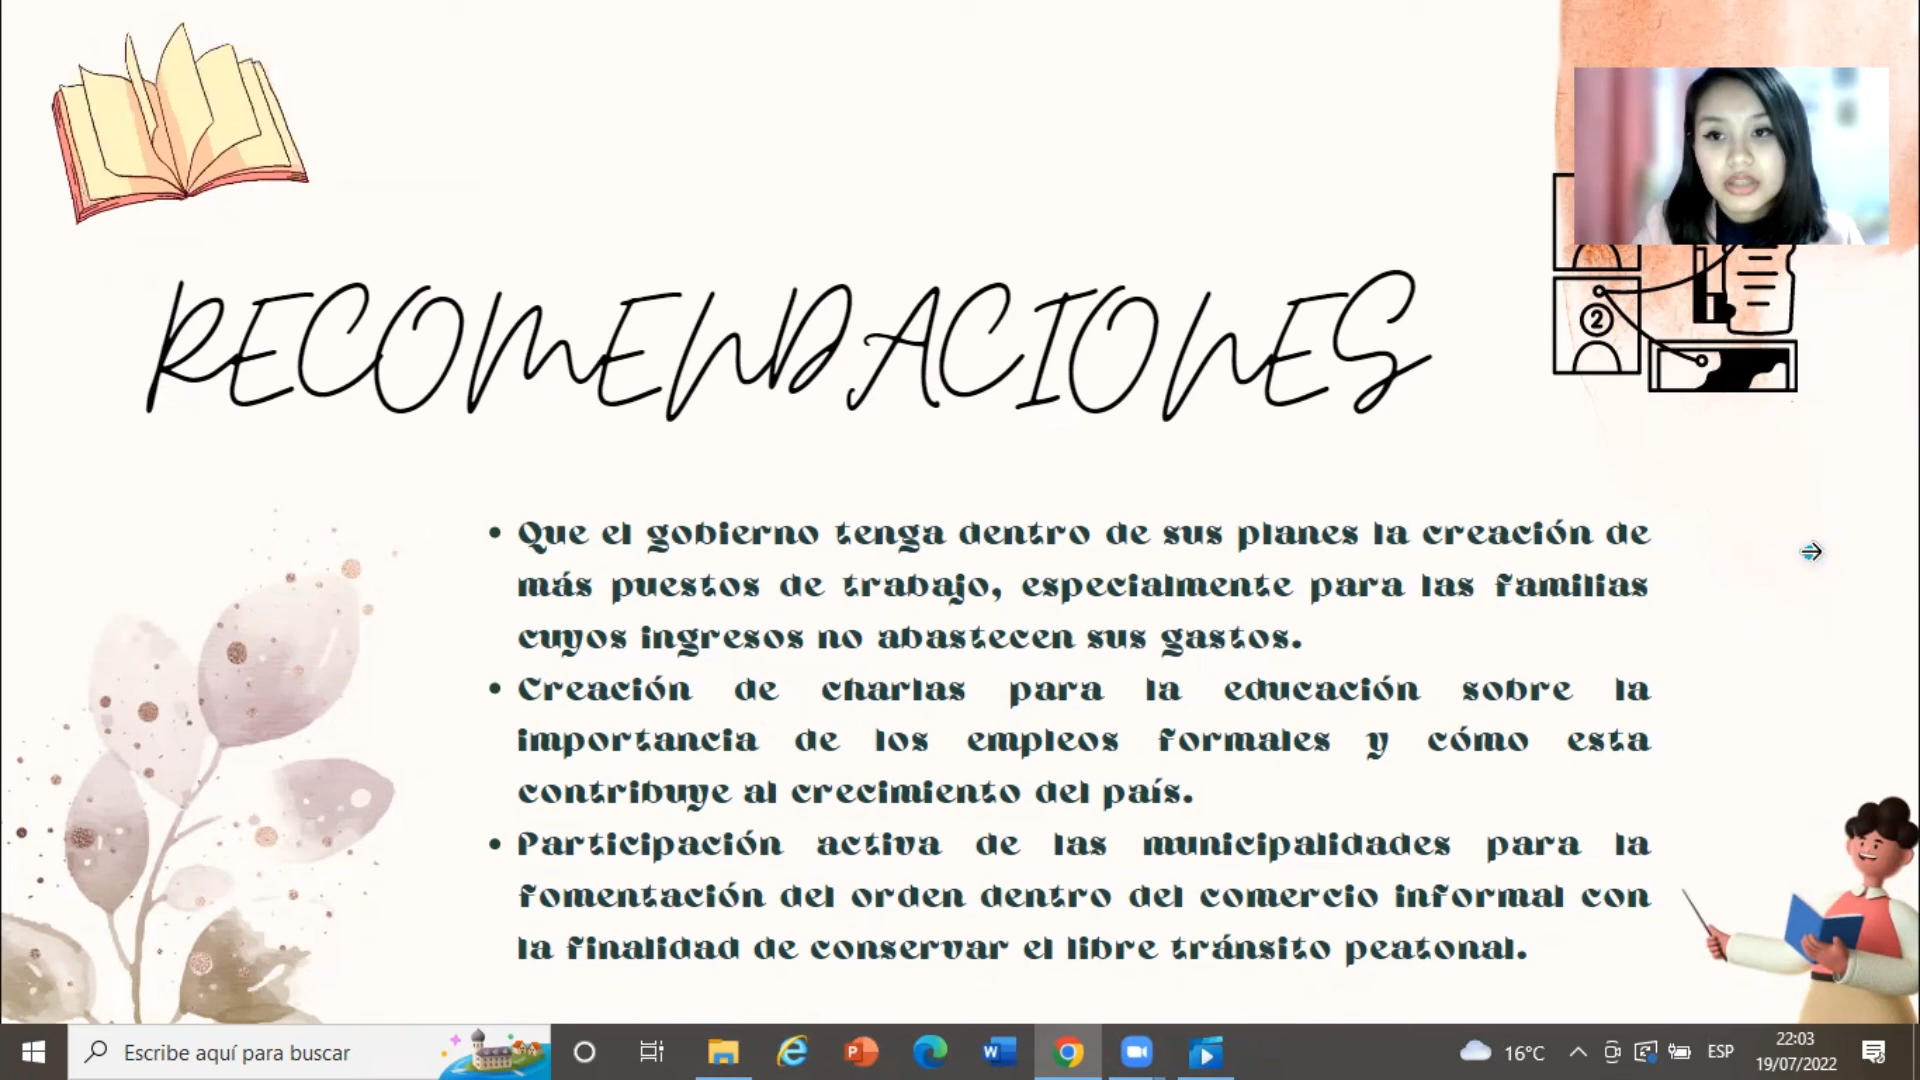 RECOMENDACIONES
2
• Que el gobierno tenga dentro de sus planes la creación de
más puestos de trabajo, especialmente para las familias
cuyos ingresos no abastecen sus gastos.
• Creación de charlas para la educación sobre la
importancia de los empleos formales y cómo esta
contribuye al crecimiento del país.
• Participación activa de las municipalidades para la
fomentación del orden dentro del comercio informal con
la finalidad de conservar el libre tránsito peatonal.
Escribe aquí para buscar
16°C
ESP
22:03
19/07/2022